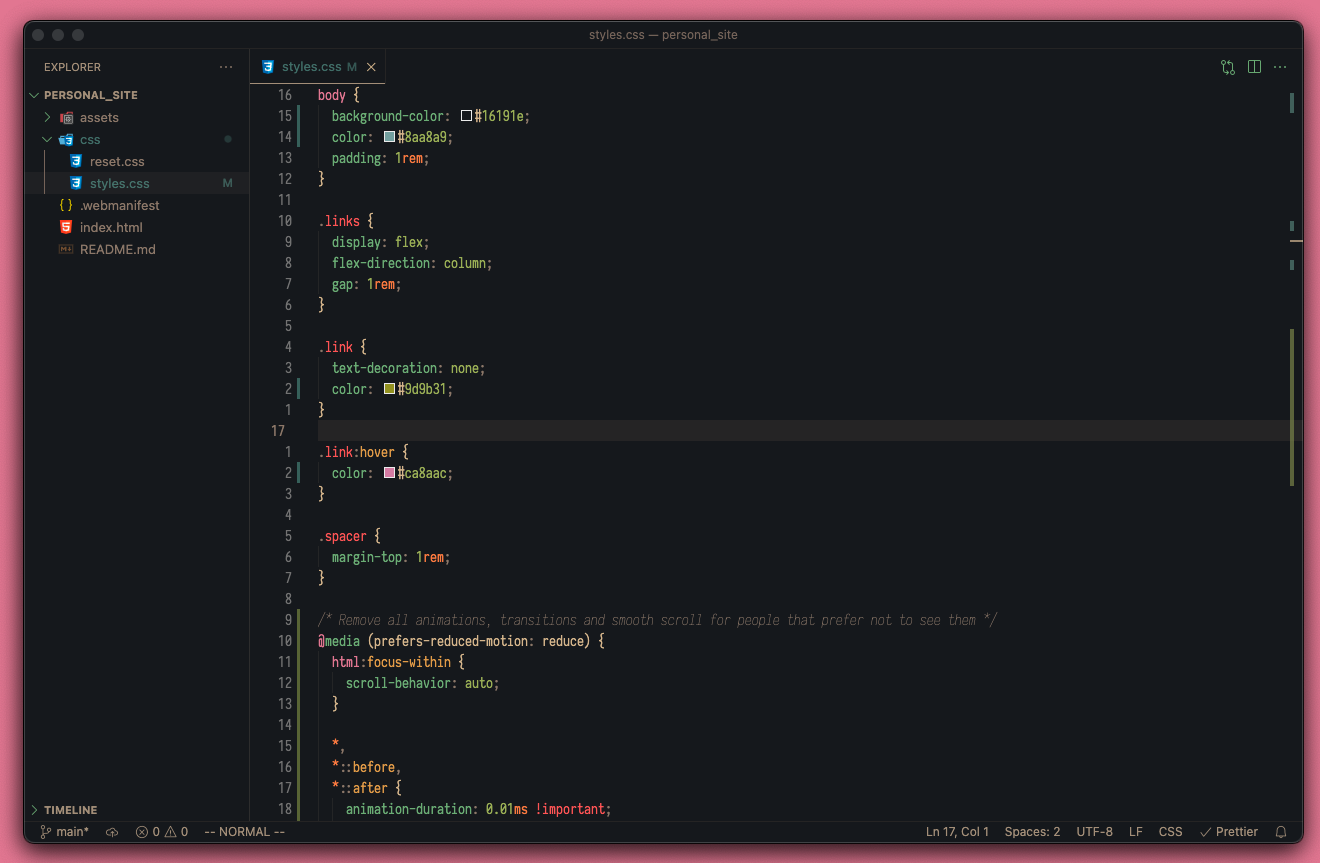 styles.css — personal_site
EXPLORER ···
PERSONAL_SITE
assets
css
reset.css
styles.css M
{} .webmanifest
index.html
README.md
TIMELINE
styles.css M
16 body {
15 background-color: #16191e;
14 color: #8aa8a9;
13 padding: 1rem;
12 }
11
10 .links {
9 display: flex;
8 flex-direction: column;
7 gap: 1rem;
6 }
5
4 .link {
3 text-decoration: none;
2 color: #9d9b31;
1 }
17
1 .link:hover {
2 color: #ca8aac;
3 }
4
5 .spacer {
6 margin-top: 1rem;
7 }
8
9 /* Remove all animations, transitions and smooth scroll for people that prefer not to see them */
10 @media (prefers-reduced-motion: reduce) {
11 html:focus-within {
12 scroll-behavior: auto;
13 }
14
15 *,
16 *::before,
17 *::after {
18 animation-duration: 0.01ms !important;
main* 0 0 -- NORMAL -- Ln 17, Col 1 Spaces: 2 UTF-8 LF CSS Prettier